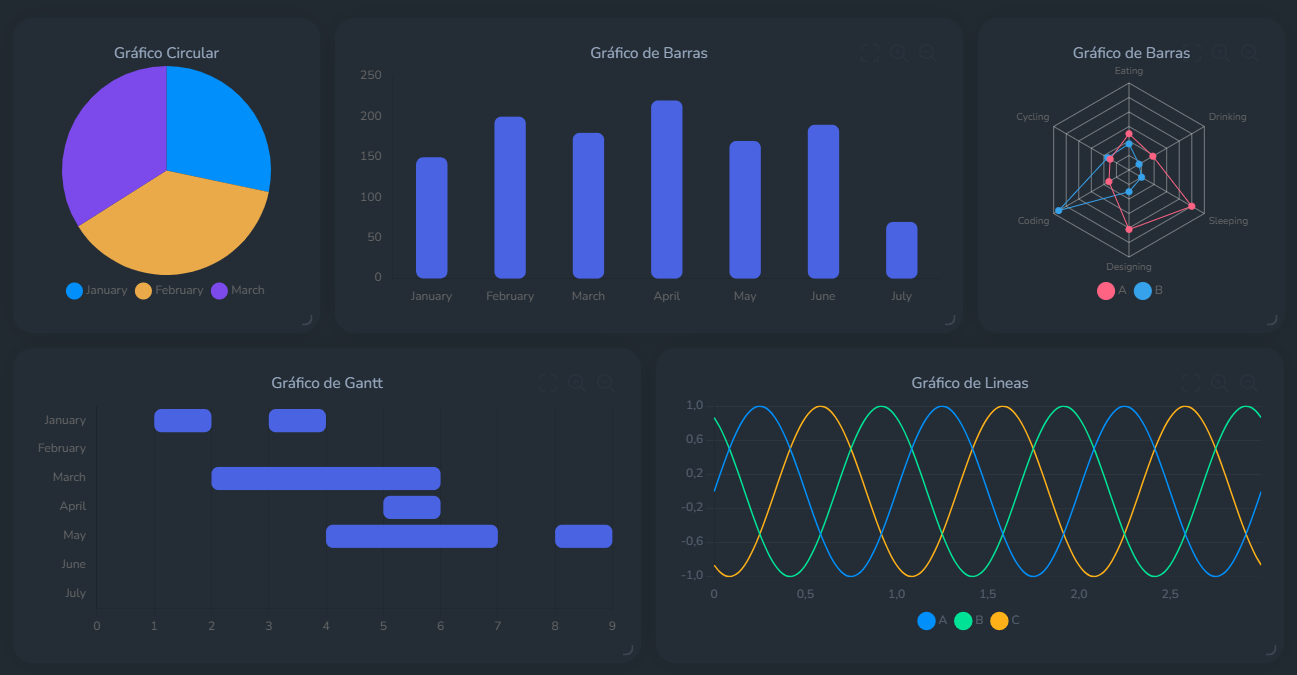 Gráfico Circular
January February March
Gráfico de Barras
250
200
150
100
50
0
January February March April May June July
Gráfico de Barras
Eating
Cycling Drinking
Coding Sleeping
Designing
A B
Gráfico de Gantt
January
February
March
April
May
June
July
0 1 2 3 4 5 6 7 8 9
Gráfico de Lineas
1,0
0,6
0,2
-0,2
-0,6
-1,0
0 0,5 1,0 1,5 2,0 2,5
A B C